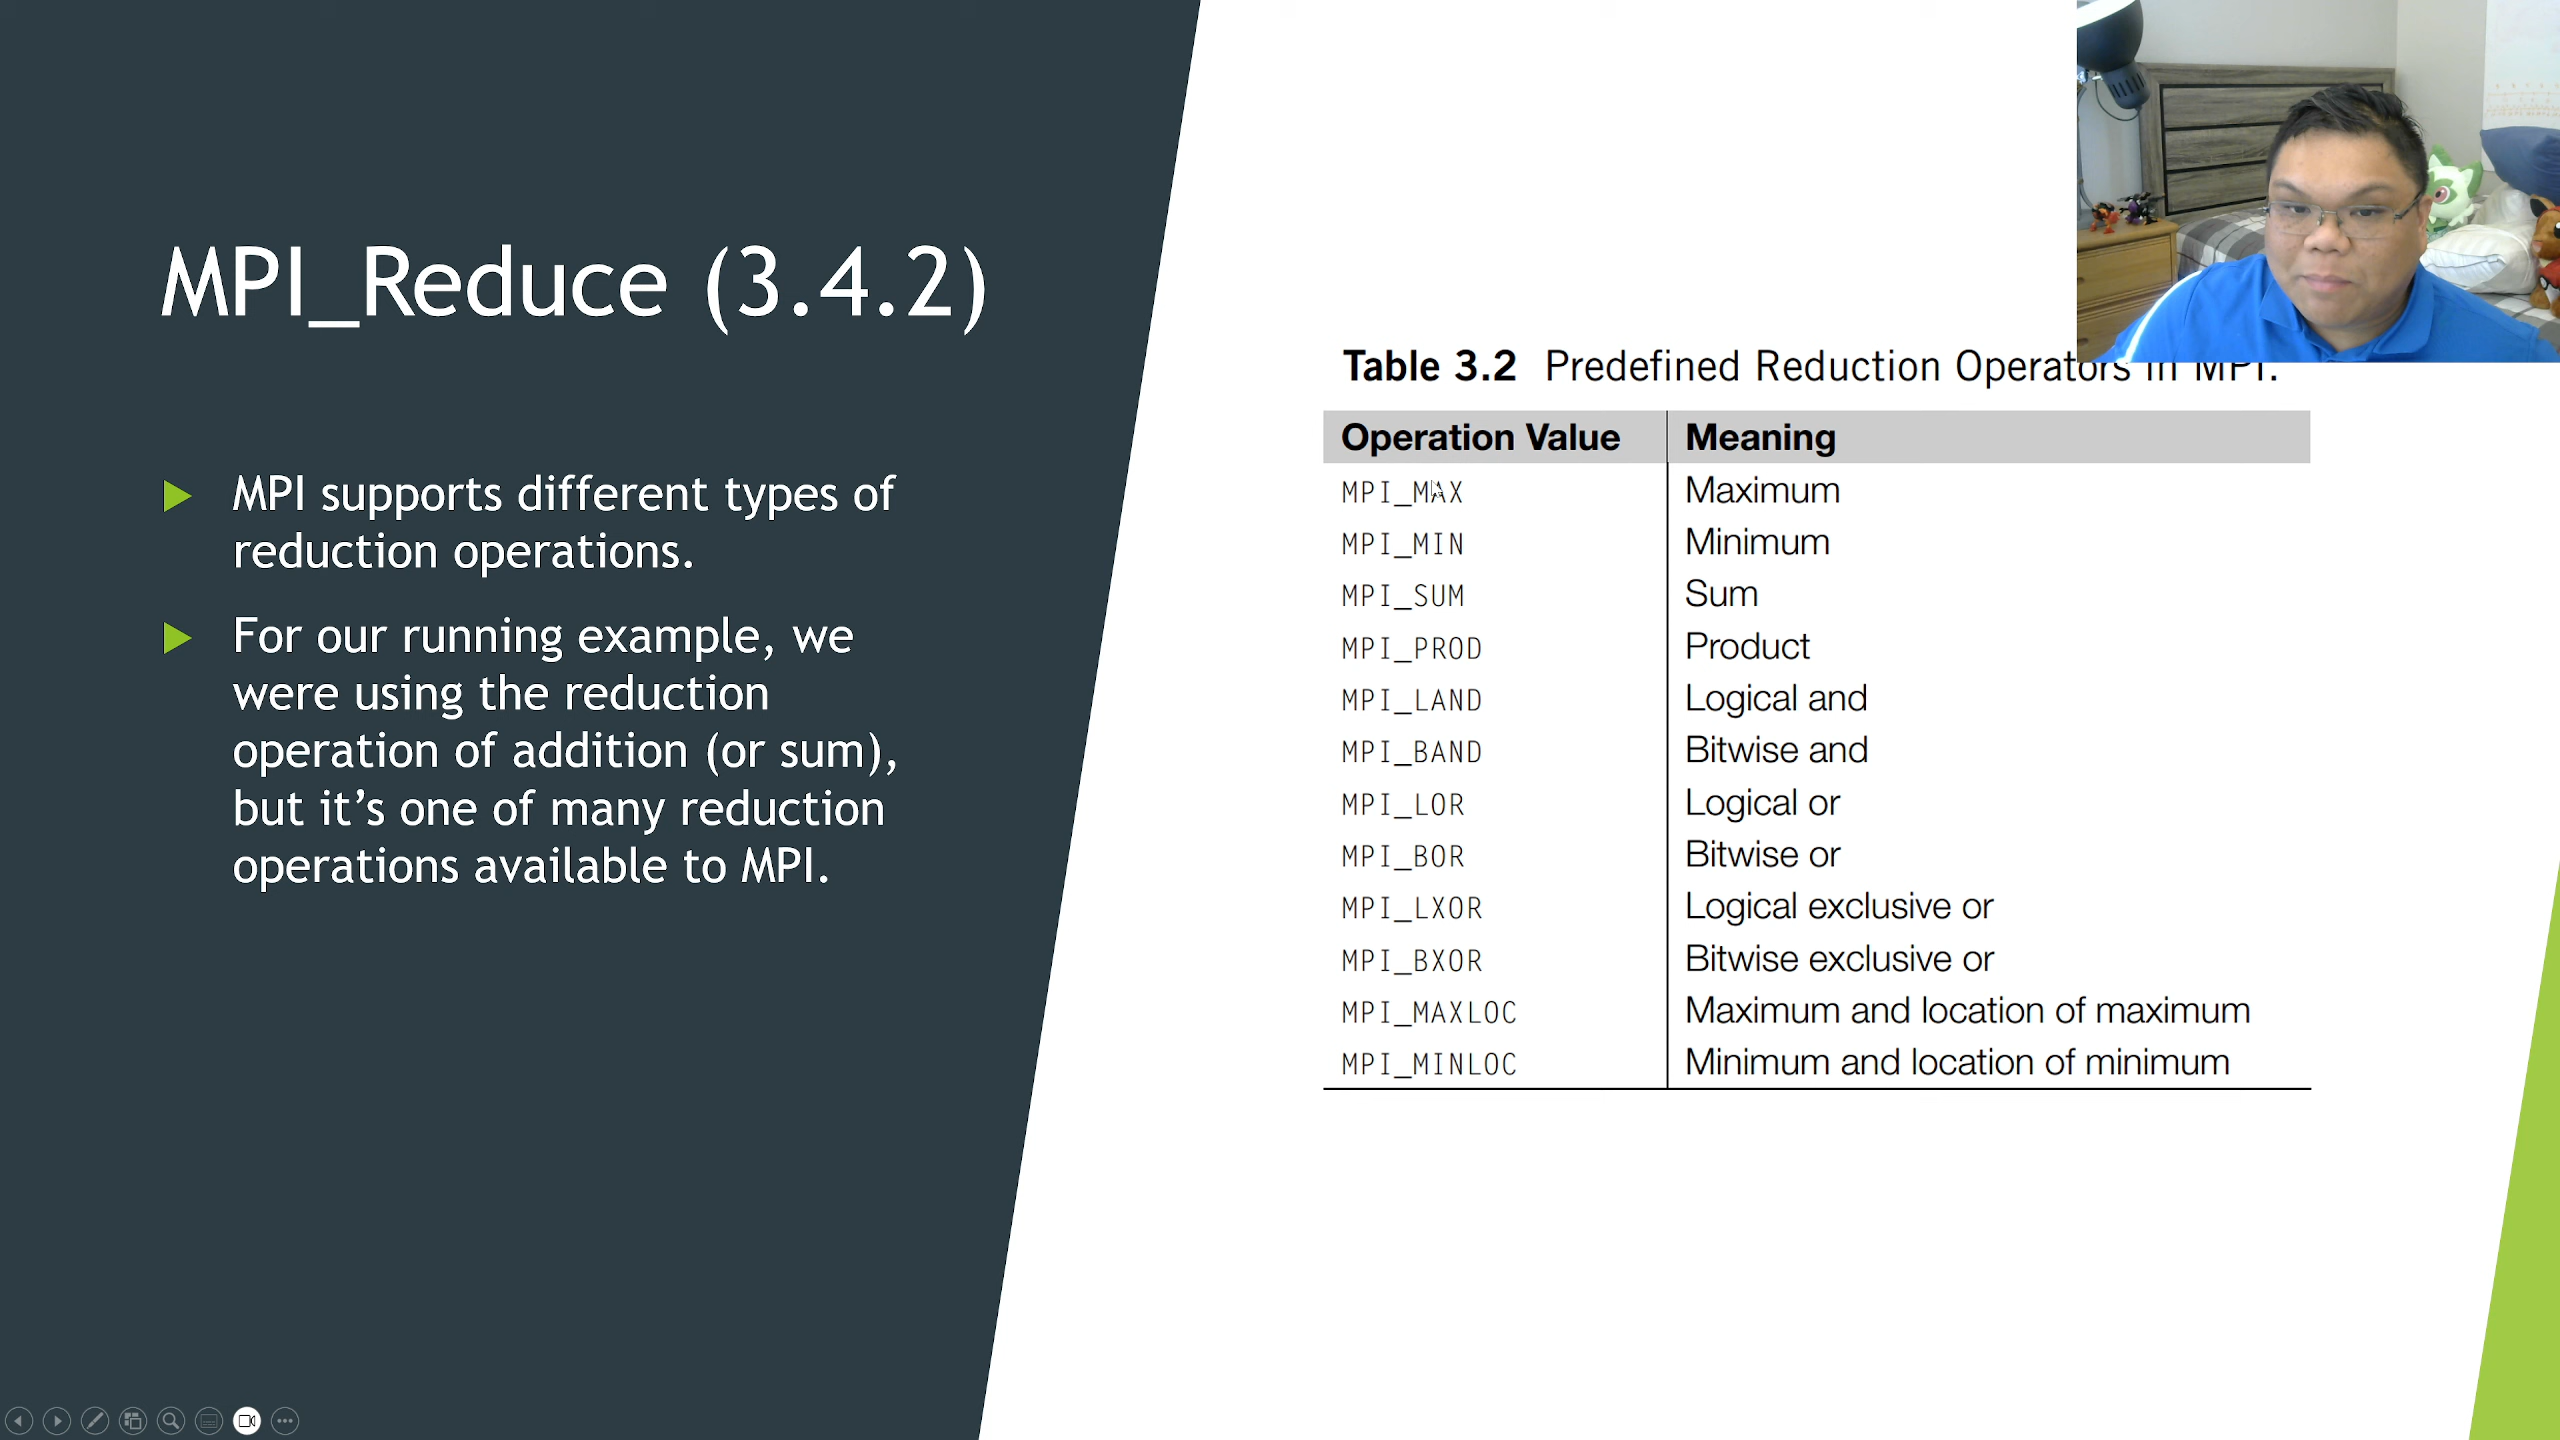 MPI_Reduce (3.4.2)
MPI supports different types of
reduction operations.
For our running example, we
were using the reduction
operation of addition (or sum),
but it's one of many reduction
operations available to MPI.
Table 3.2 Predefined Reduction Operators in MPI.
Operation Value Meaning
MPI_MAX Maximum
MPI_MIN Minimum
MPI_SUM Sum
MPI_PROD Product
MPI_LAND Logical and
MPI_BAND Bitwise and
MPI_LOR Logical or
MPI_BOR Bitwise or
MPI_LXOR Logical exclusive or
MPI_BXOR Bitwise exclusive or
MPI_MAXLOC Maximum and location of maximum
MPI_MINLOC Minimum and location of minimum